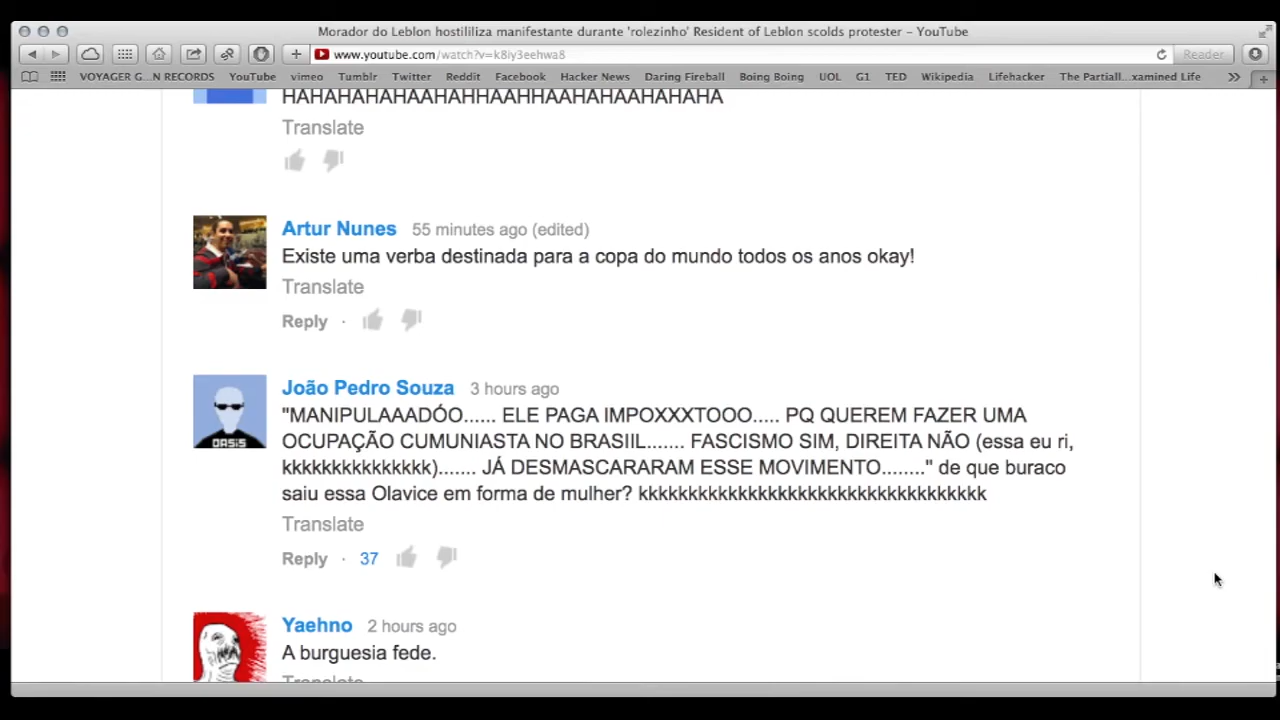 Morador do Leblon hostililiza manifestante durante 'rolezinho' Resident of Leblon scolds protester – YouTube
www.youtube.com/watch?v=k8iy3eehwa8
Reader
VOYAGER G...N RECORDS YouTube vimeo Tumblr Twitter Reddit Facebook Hacker News Daring Fireball Boing Boing UOL G1 TED Wikipedia Lifehacker The Partiall...xamined Life
HAHAHAHAHAAHAHHAAHHAAHAHAAHAHAHA
Translate
Artur Nunes 55 minutes ago (edited)
Existe uma verba destinada para a copa do mundo todos os anos okay!
Translate
Reply ·
João Pedro Souza 3 hours ago
"MANIPULAAADÓO...... ELE PAGA IMPOXXXTOOO..... PQ QUEREM FAZER UMA
OCUPAÇÃO CUMUNIASTA NO BRASIIL....... FASCISMO SIM, DIREITA NÃO (essa eu ri,
kkkkkkkkkkkkkkk)....... JÁ DESMASCARARAM ESSE MOVIMENTO........" de que buraco
saiu essa Olavice em forma de mulher? kkkkkkkkkkkkkkkkkkkkkkkkkkkkkkkkkkk
OASiS
Translate
Reply · 37
Yaehno 2 hours ago
A burguesia fede.
Translate